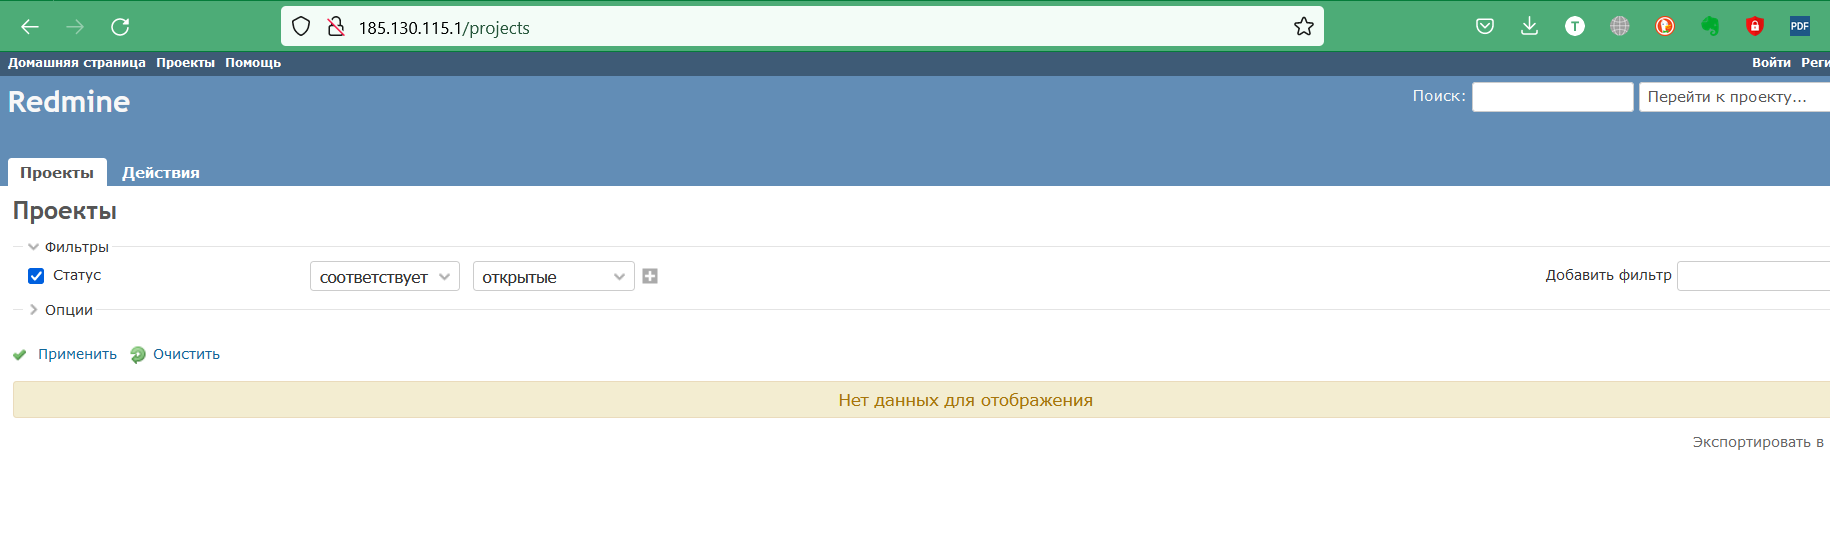 185.130.115.1/projects
T
PDF
Домашняя страница Проекты Помощь
Войти Реги
Redmine
Поиск:
Перейти к проекту...
Проекты Действия
Проекты
Фильтры
Статус соответствует открытые Добавить фильтр
Опции
Применить Очистить
Нет данных для отображения
Экспортировать в